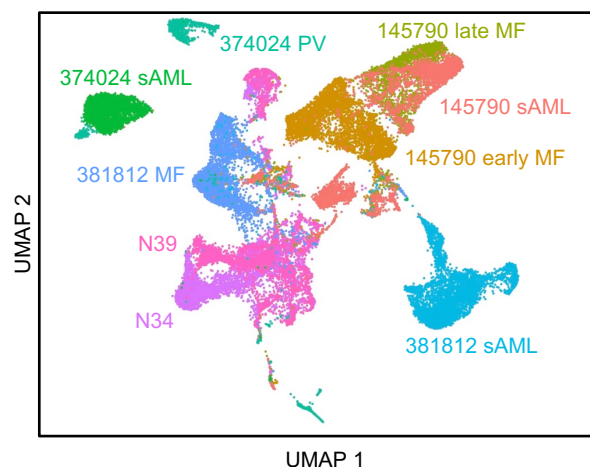 145790 late MF
374024 PV
374024 sAML
145790 sAML
145790 early MF
381812 MF
N39
N34
381812 sAML
UMAP 2
UMAP 1